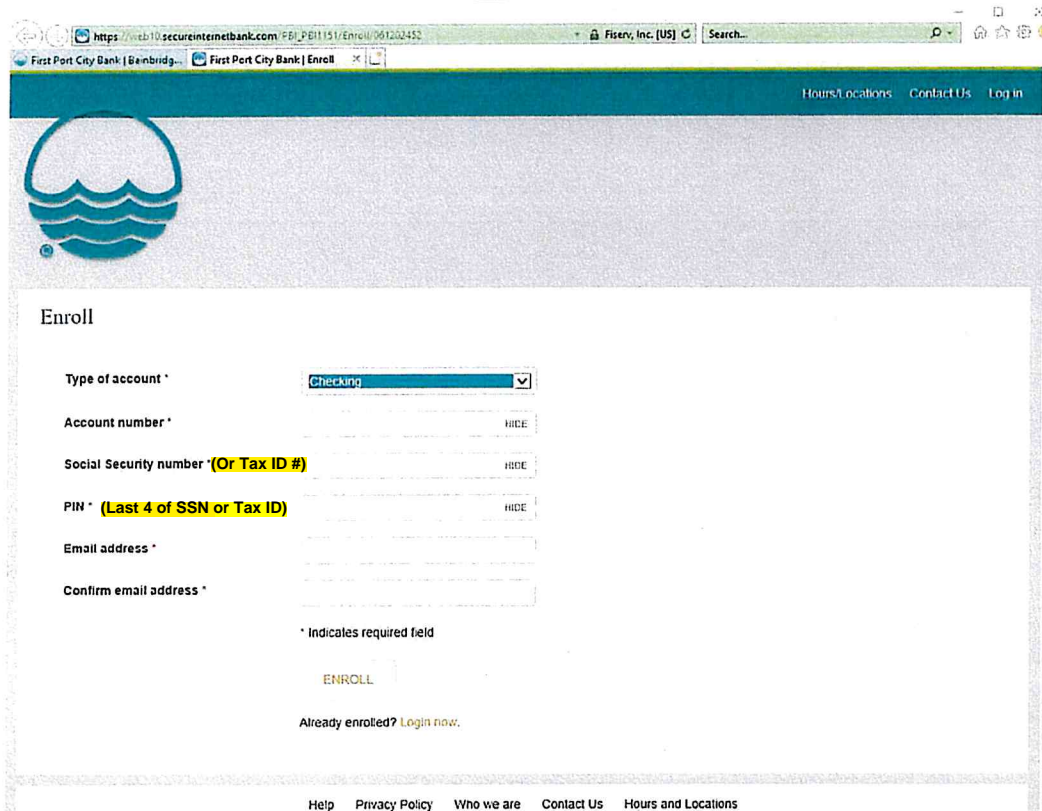 https://web10.secureinternetbank.com/PBI_PBI1151/Enroll/061202452 Fiserv, Inc. [US] Search...
First Port City Bank | Bainbridg... First Port City Bank | Enroll
Hours/Locations Contact Us Log in
®
Enroll
Type of account * Checking
Account number * HIDE
Social Security number *(Or Tax ID #) HIDE
PIN * (Last 4 of SSN or Tax ID) HIDE
Email address *
Confirm email address *
* Indicates required field
ENROLL
Already enrolled? Login now.
Help Privacy Policy Who we are Contact Us Hours and Locations